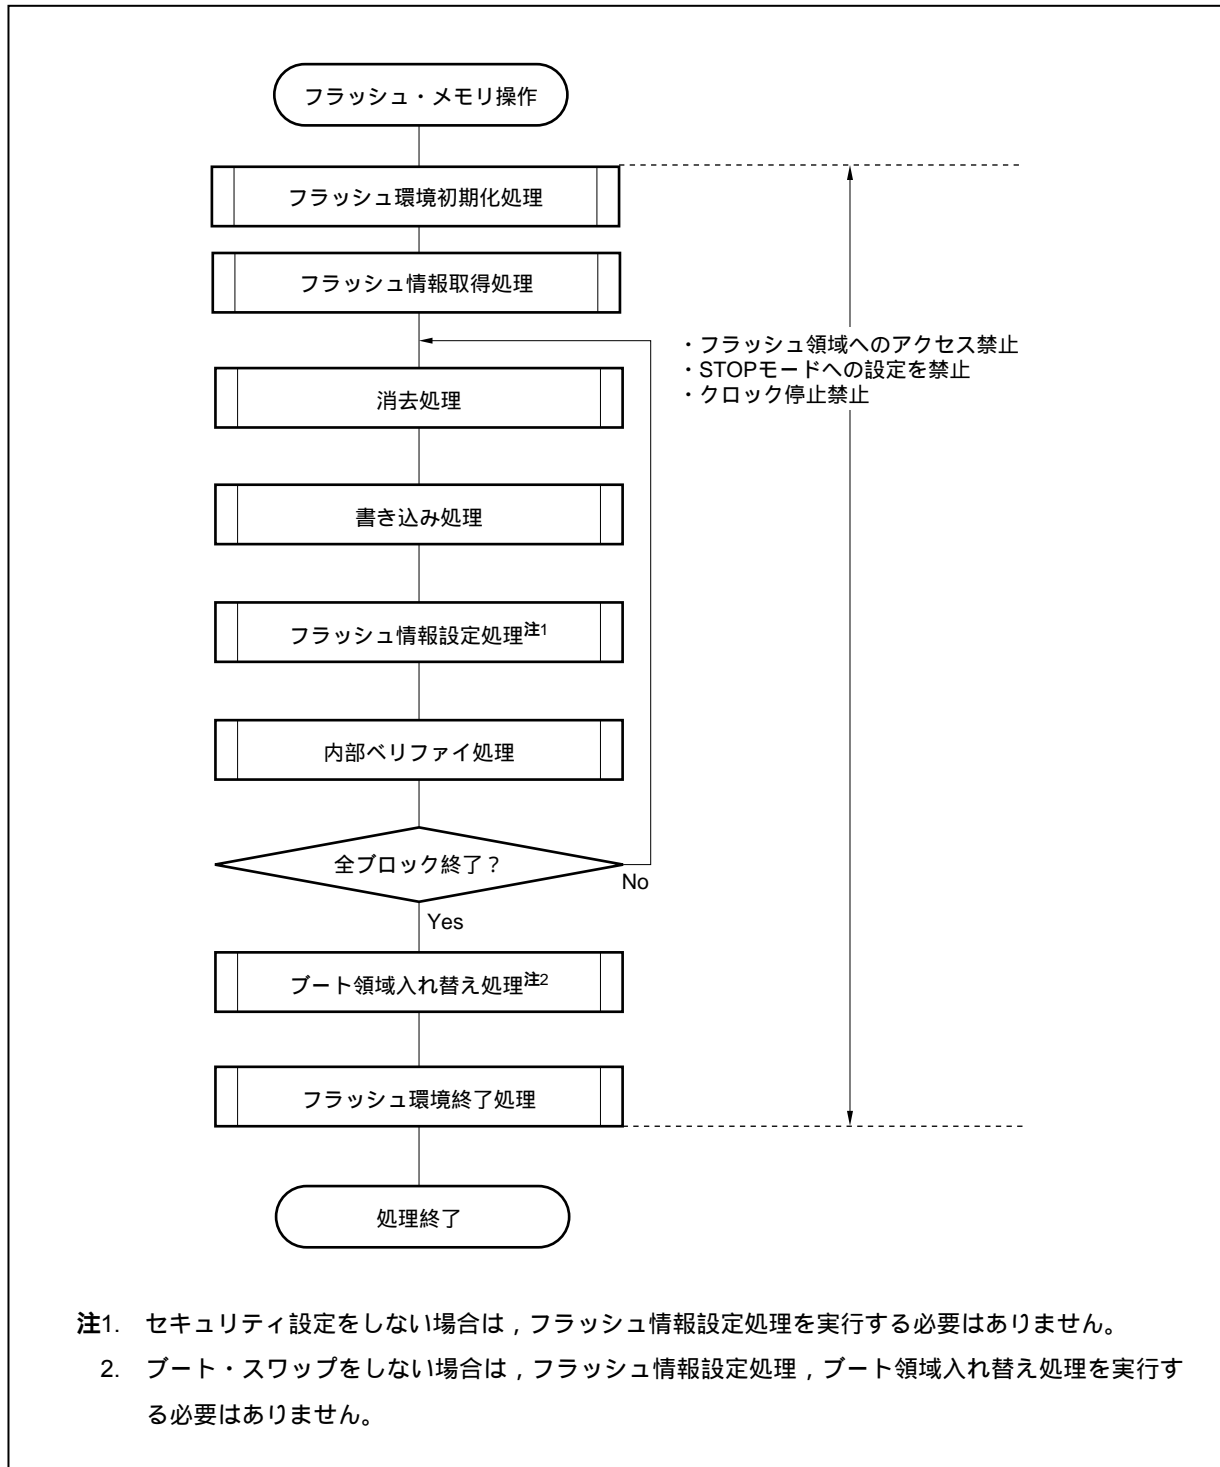 フラッシュ・メモリ操作
フラッシュ環境初期化処理
フラッシュ情報取得処理
・フラッシュ領域へのアクセス禁止
・STOPモードへの設定を禁止
・クロック停止禁止
消去処理
書き込み処理
フラッシュ情報設定処理注1
内部ベリファイ処理
全ブロック終了？
No
Yes
ブート領域入れ替え処理注2
フラッシュ環境終了処理
処理終了
注1. セキュリティ設定をしない場合は，フラッシュ情報設定処理を実行する必要はありません。
2. ブート・スワップをしない場合は，フラッシュ情報設定処理，ブート領域入れ替え処理を実行す
る必要はありません。